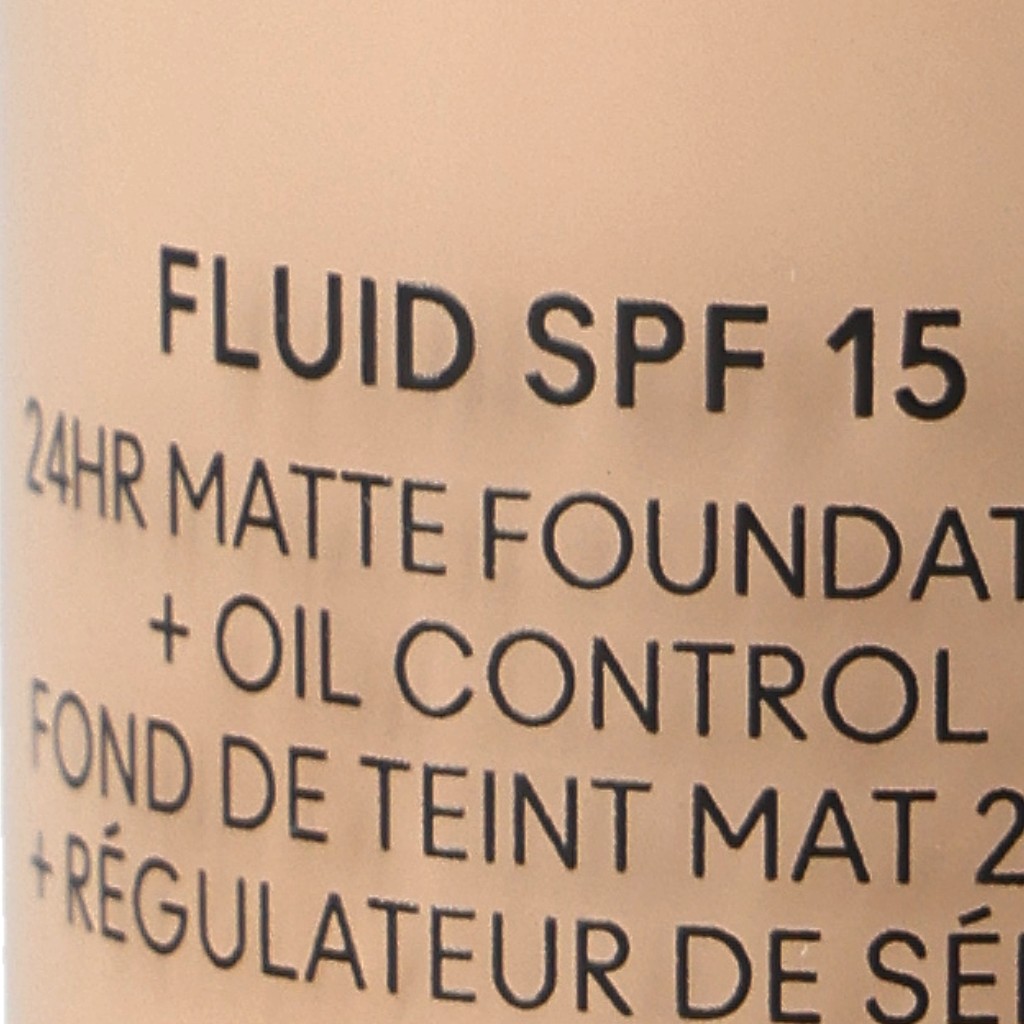 FLUID SPF 15
24HR MATTE FOUNDAT
+ OIL CONTROL
FOND DE TEINT MAT 2
+ RÉGULATEUR DE SÉ